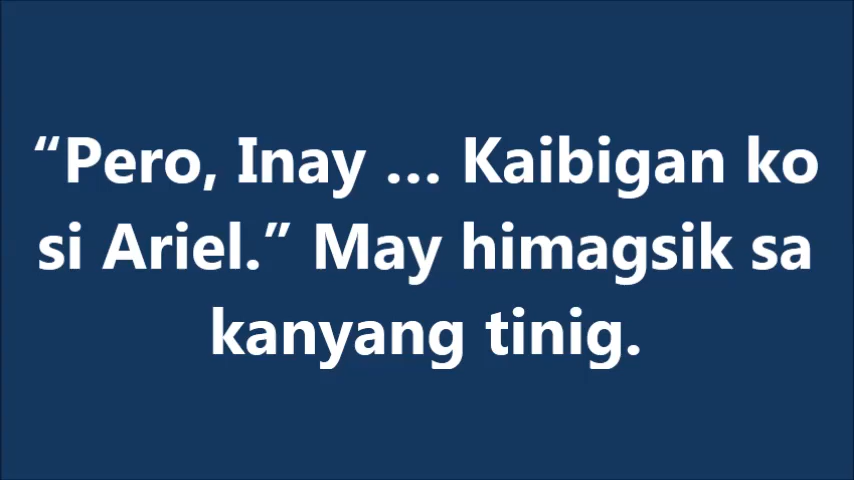 “Pero, Inay … Kaibigan ko
si Ariel.” May himagsik sa
kanyang tinig.